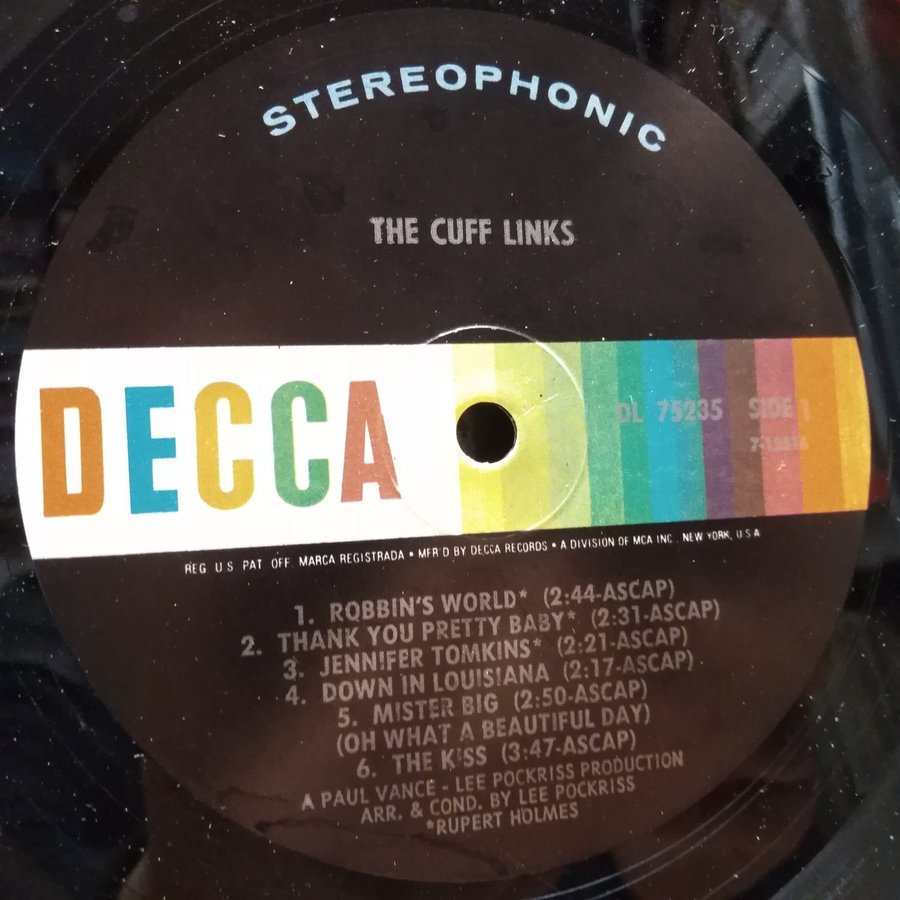 STEREOPHONIC
THE CUFF LINKS
DECCA
DL 75235 SIDE 1
REG. U.S. PAT. OFF. MARCA REGISTRADA • MFR'D BY DECCA RECORDS • A DIVISION OF MCA INC., NEW YORK, U.S.A.
1. ROBBIN'S WORLD* (2:44-ASCAP)
2. THANK YOU PRETTY BABY* (2:31-ASCAP)
3. JENNIFER TOMKINS* (2:21-ASCAP)
4. DOWN IN LOUISIANA (2:17-ASCAP)
5. MISTER BIG (2:50-ASCAP)
(OH WHAT A BEAUTIFUL DAY)
6. THE KISS (3:47-ASCAP)
A PAUL VANCE - LEE POCKRISS PRODUCTION
ARR. & COND. BY LEE POCKRISS
*RUPERT HOLMES